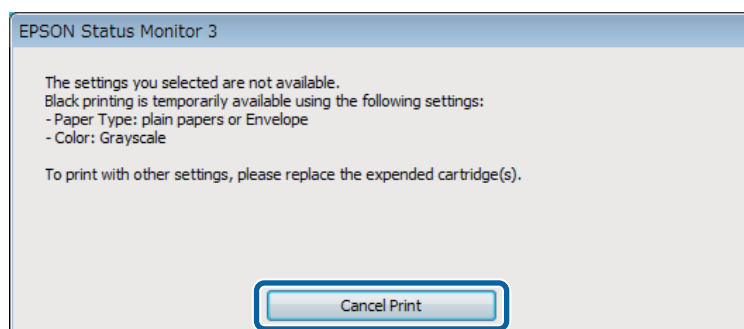 EPSON Status Monitor 3
The settings you selected are not available.
Black printing is temporarily available using the following settings:
- Paper Type: plain papers or Envelope
- Color: Grayscale
To print with other settings, please replace the expended cartridge(s).
Cancel Print